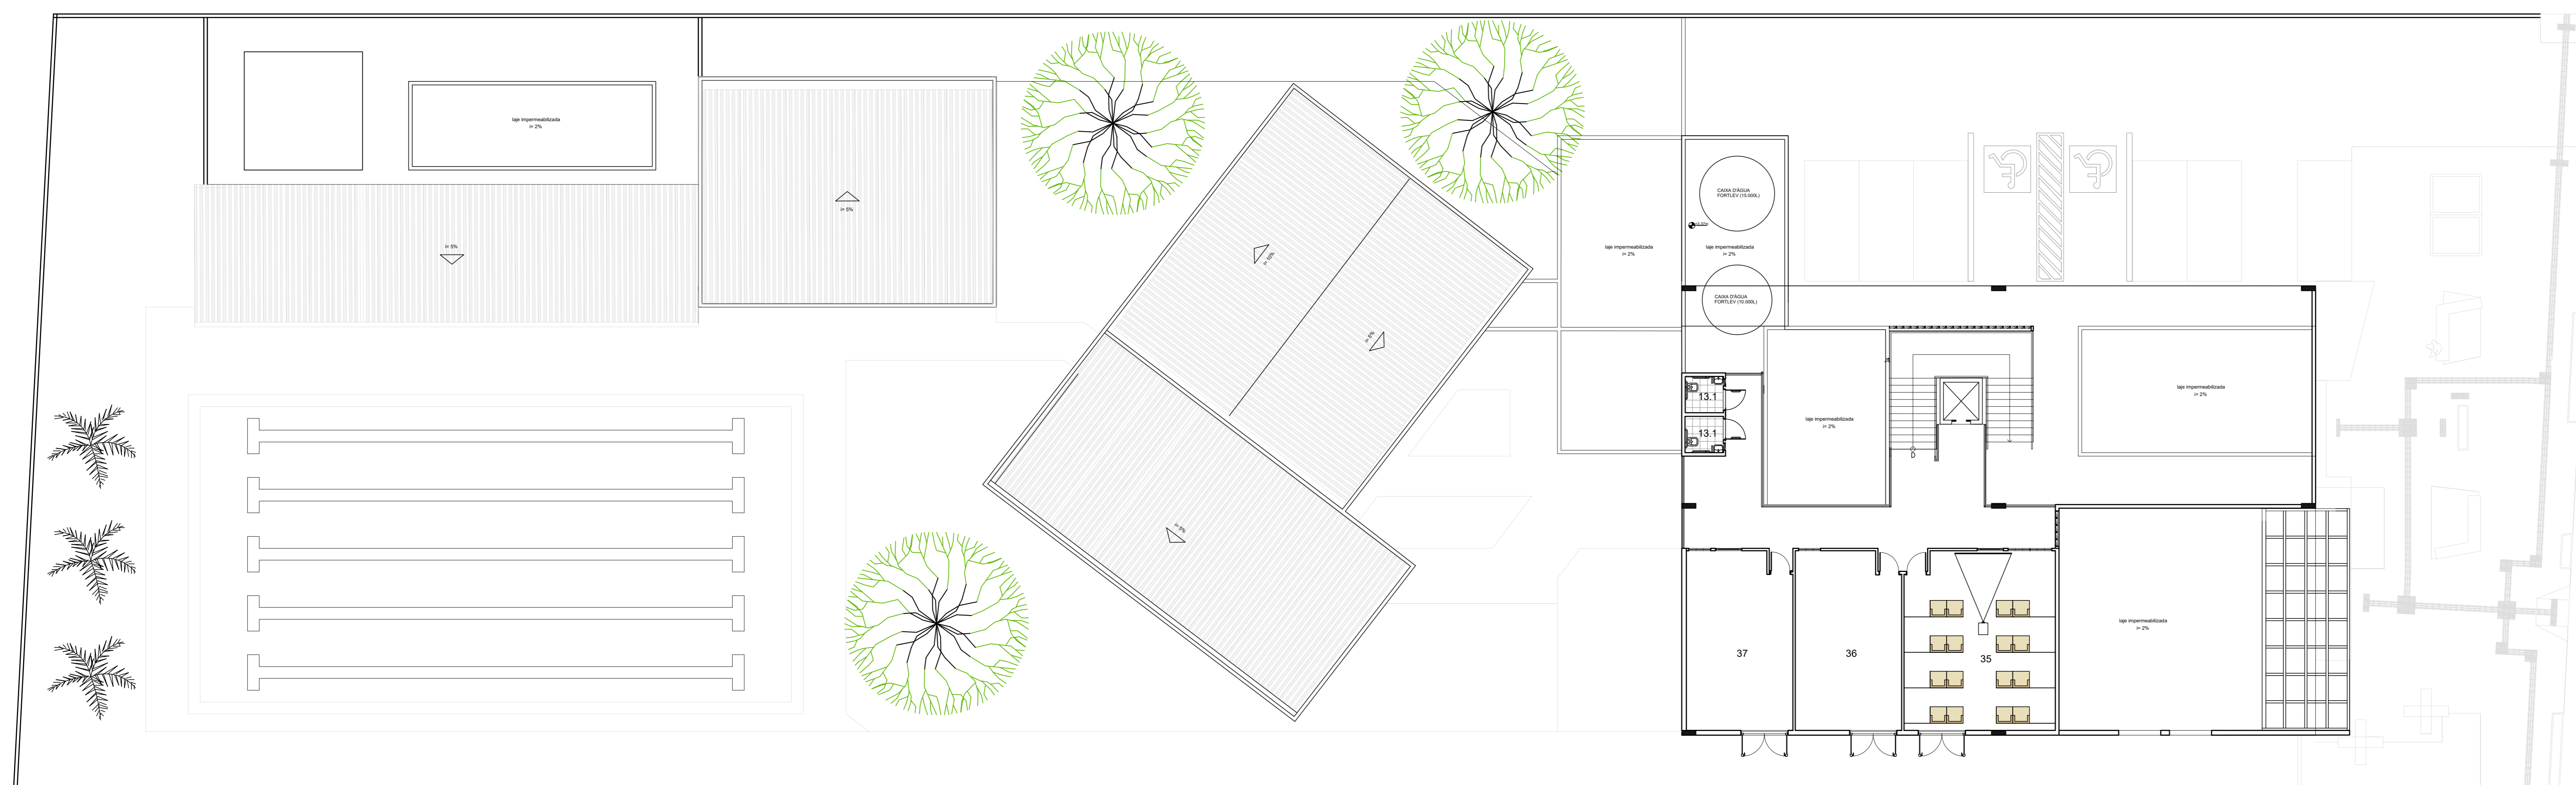 laje impermeabilizada
i= 2%
i= 5%
i= 5%
i= 10%
i= 5%
i= 5%
laje impermeabilizada
i= 2%
CAIXA D'ÁGUA
FORTLEV (15.000L)
laje impermeabilizada
i= 2%
CAIXA D'ÁGUA
FORTLEV (10.000L)
13.1
13.1
laje impermeabilizada
i= 2%
D
laje impermeabilizada
i= 2%
37
36
35
laje impermeabilizada
i= 2%